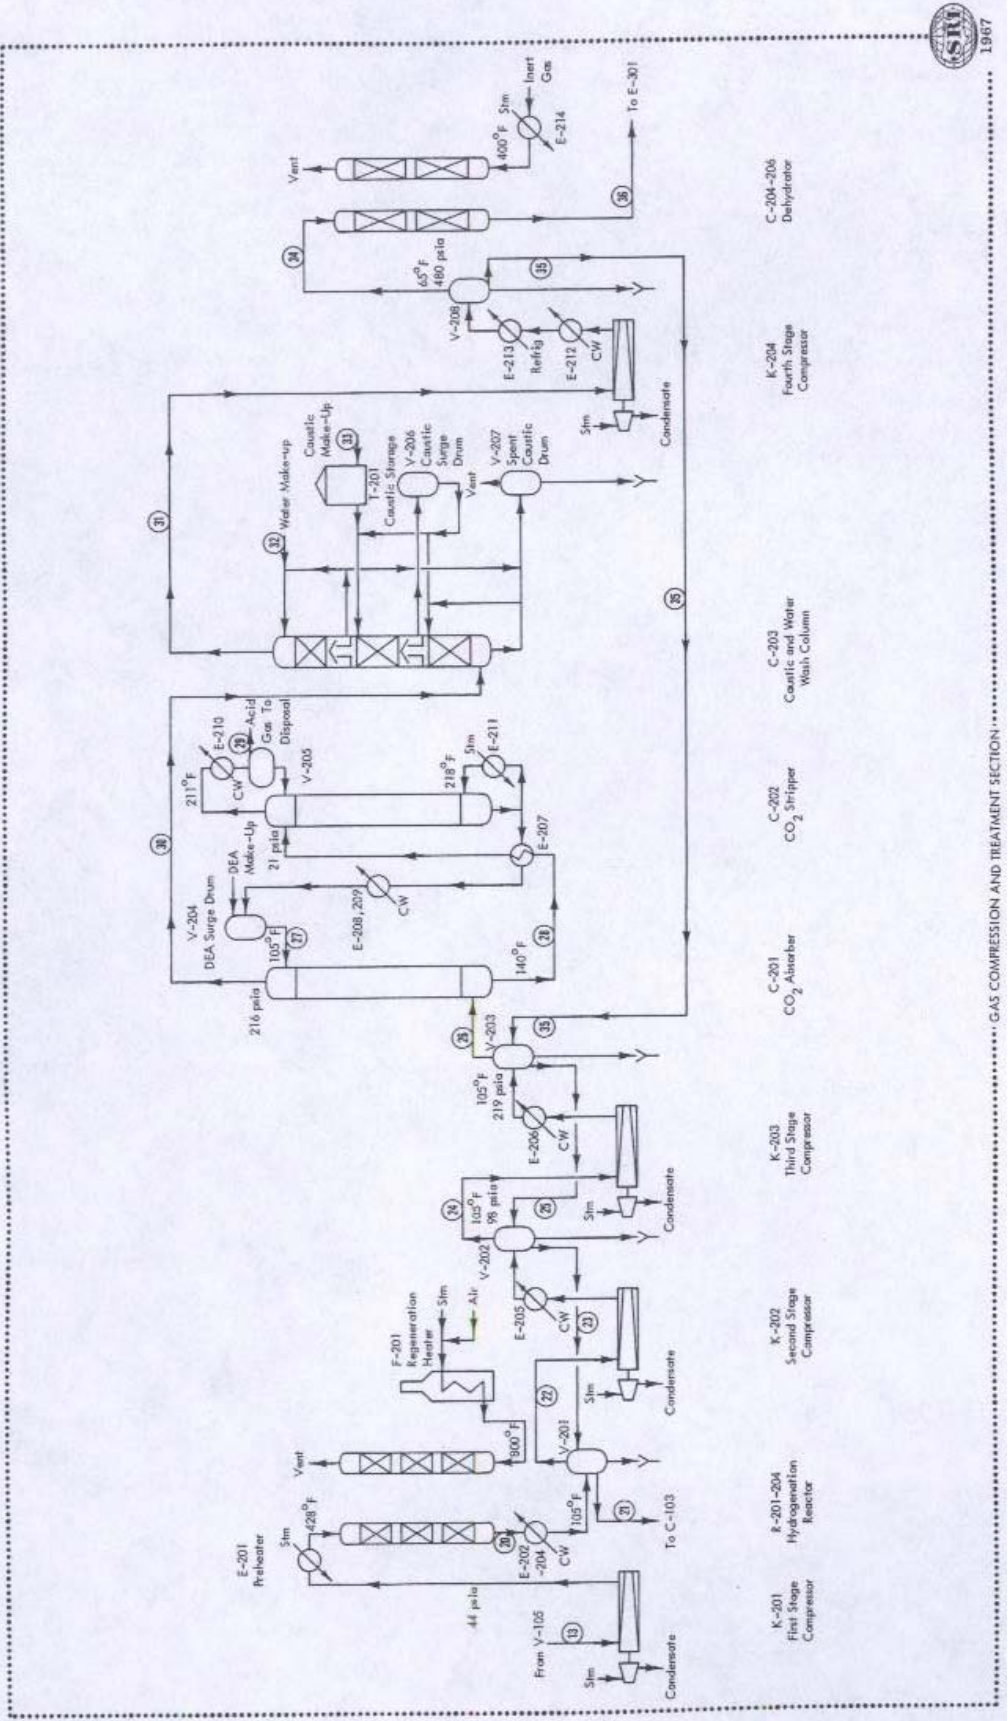 SRI
1967
Vent
Stm
Inert
Gas
400°F
E-214
To E-301
36
24
65°F
480 psia
V-208
35
E-213
Refrig
E-212
CW
Stm
Condensate
31
Caustic
Make-Up
33
Water Make-up
32
T-201
Caustic Storage
V-206
Caustic
Surge
Drum
Vent
V-207
Spent
Caustic
Drum
35
30
211°F
E-210
CW
29
Acid
Gas To
Disposal
V-205
218°F
Stm
E-211
21 psia
E-207
V-204
DEA Surge Drum
DEA
Make-Up
105°F
27
E-208, 209
CW
216 psia
140°F
28
26
V-203
35
105°F
219 psia
E-206
CW
24
105°F
98 psia
25
V-202
Stm
Condensate
E-205
CW
23
F-201
Regeneration
Heater
Stm
Air
800°F
Vent
22
V-201
Stm
Condensate
E-201
Preheater
Stm
428°F
20
E-202
-204
CW
105°F
21
To C-103
44 psia
From V-105
13
Stm
Condensate
K-201
First Stage
Compressor
R-201-204
Hydrogenation
Reactor
K-202
Second Stage
Compressor
K-203
Third Stage
Compressor
C-201
CO2 Absorber
C-202
CO2 Stripper
C-203
Caustic and Water
Wash Column
K-204
Fourth Stage
Compressor
C-204-206
Dehydrator
GAS COMPRESSION AND TREATMENT SECTION